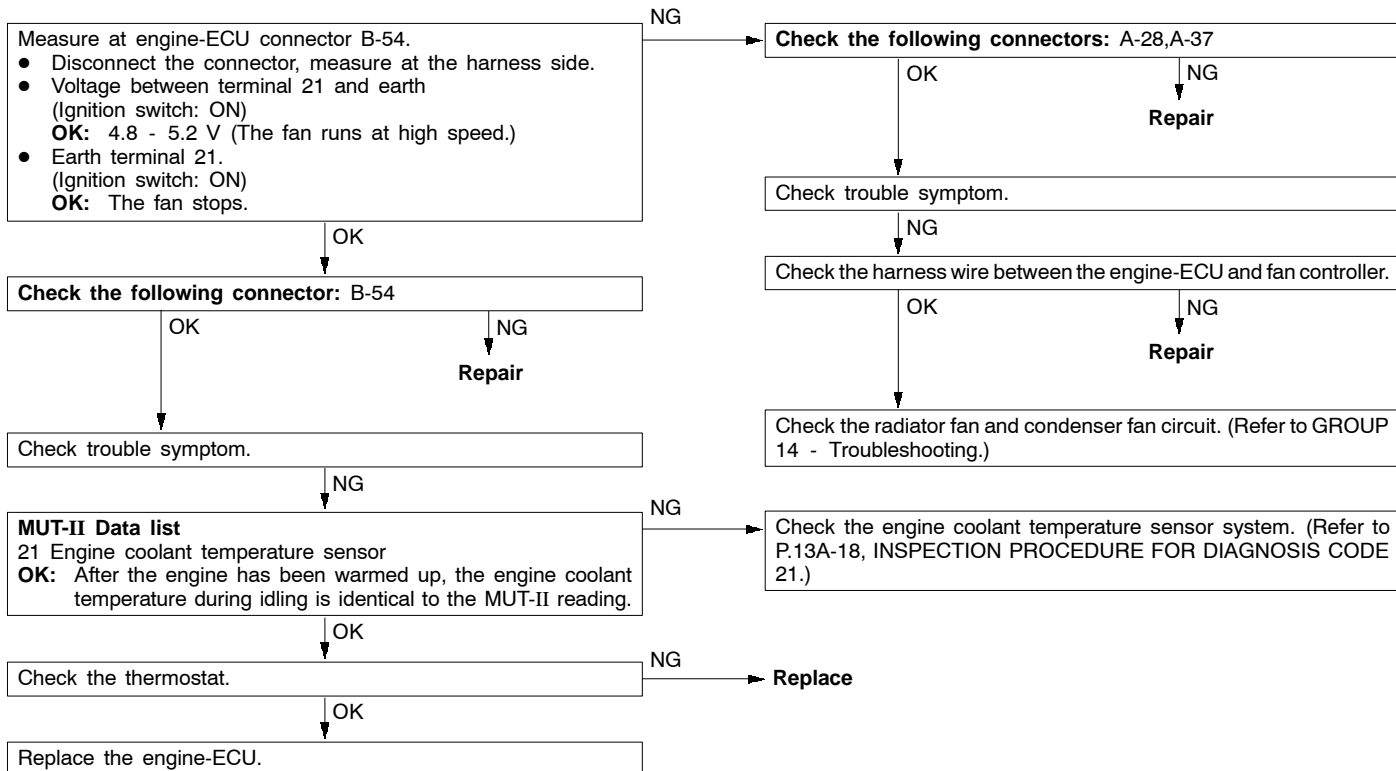 Measure at engine-ECU connector B-54.
● Disconnect the connector, measure at the harness side.
● Voltage between terminal 21 and earth
(Ignition switch: ON)
OK: 4.8 - 5.2 V (The fan runs at high speed.)
● Earth terminal 21.
(Ignition switch: ON)
OK: The fan stops.
NG
Check the following connectors: A-28,A-37
OK
NG
Repair
Check trouble symptom.
NG
Check the harness wire between the engine-ECU and fan controller.
OK
NG
Repair
Check the radiator fan and condenser fan circuit. (Refer to GROUP
14 - Troubleshooting.)
OK
Check the following connector: B-54
OK
NG
Repair
Check trouble symptom.
NG
MUT-II Data list
21 Engine coolant temperature sensor
OK: After the engine has been warmed up, the engine coolant
temperature during idling is identical to the MUT-II reading.
NG
Check the engine coolant temperature sensor system. (Refer to
P.13A-18, INSPECTION PROCEDURE FOR DIAGNOSIS CODE
21.)
OK
Check the thermostat.
NG
Replace
OK
Replace the engine-ECU.